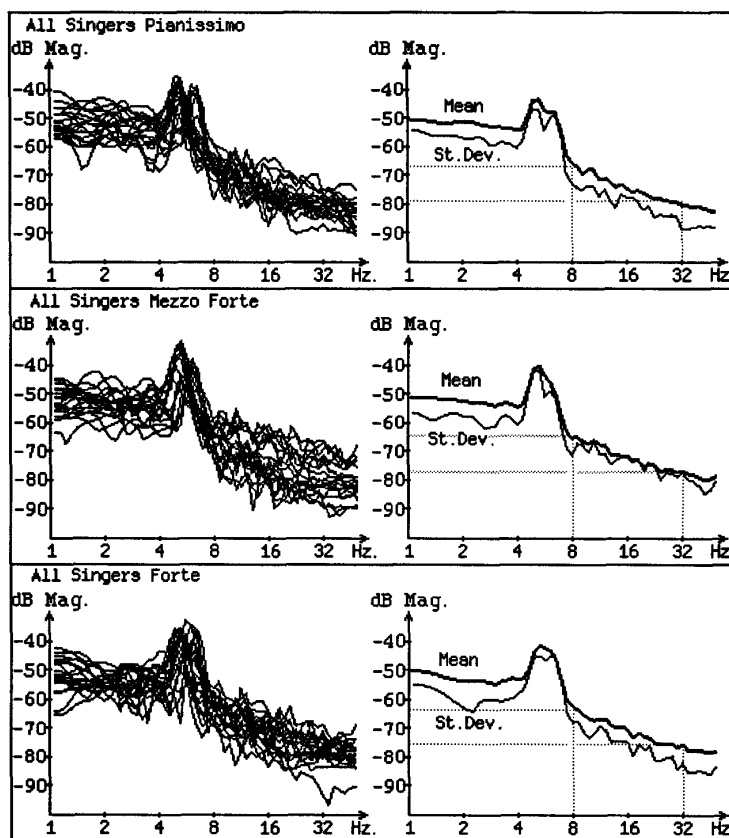 All Singers Pianissimo
dB Mag.
-40
-50
-60
-70
-80
-90
1 2 4 8 16 32 Hz.
dB Mag.
-40
-50
-60
-70
-80
-90
Mean
St.Dev.
1 2 4 8 16 32 Hz.
All Singers Mezzo Forte
dB Mag.
-40
-50
-60
-70
-80
-90
1 2 4 8 16 32 Hz
dB Mag.
-40
-50
-60
-70
-80
-90
Mean
St.Dev.
1 2 4 8 16 32 Hz
All Singers Forte
dB Mag.
-40
-50
-60
-70
-80
-90
1 2 4 8 16 32 Hz.
dB Mag.
-40
-50
-60
-70
-80
-90
Mean
St.Dev.
1 2 4 8 16 32 Hz.